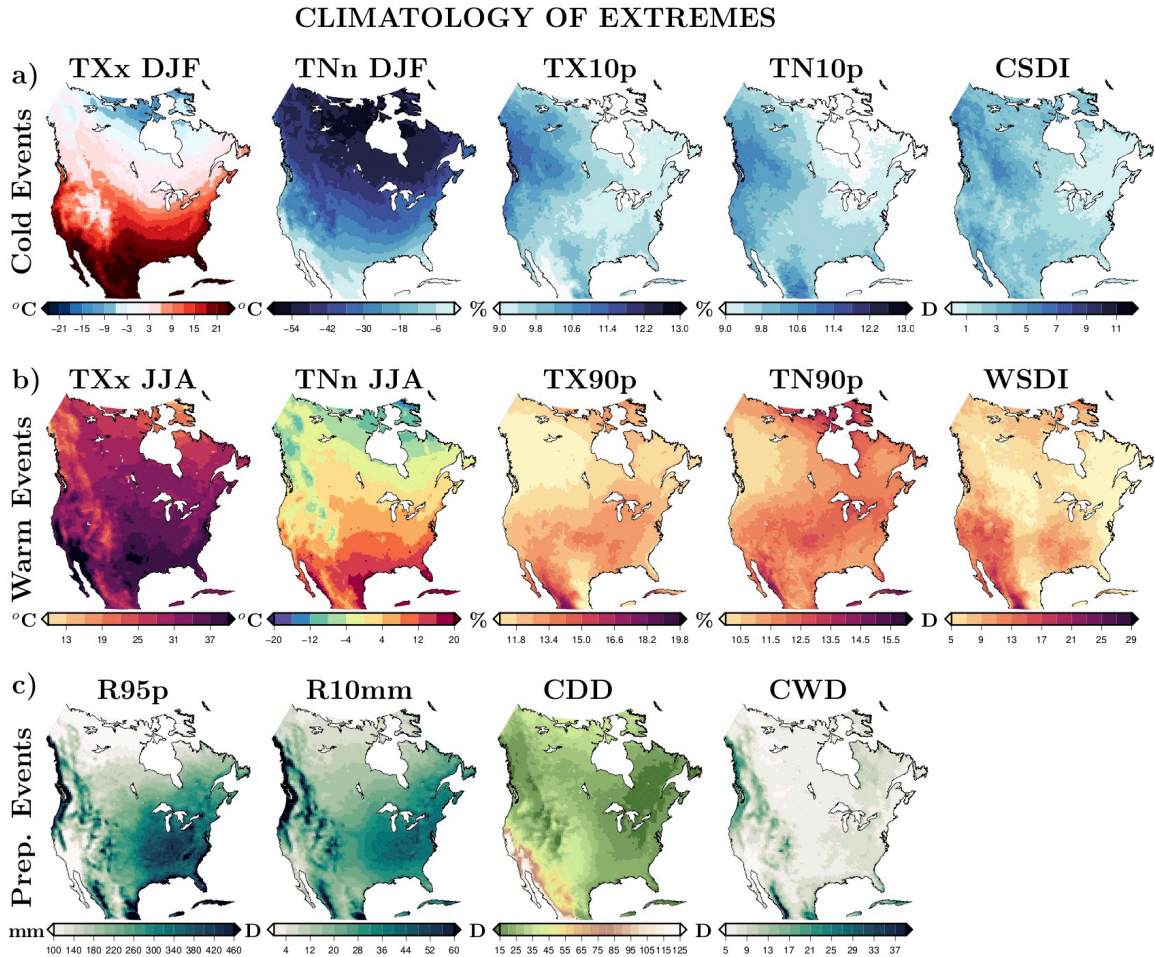 CLIMATOLOGY OF EXTREMES
a) TXx DJF TNn DJF TX10p TN10p CSDI
Cold Events
°C −21 −15 −9 −3 3 9 15 21 °C −54 −42 −30 −18 −6 % 9.0 9.8 10.6 11.4 12.2 13.0 % 9.0 9.8 10.6 11.4 12.2 13.0 D 1 3 5 7 9 11
b) TXx JJA TNn JJA TX90p TN90p WSDI
Warm Events
°C 13 19 25 31 37 °C −20 −12 −4 4 12 20 % 11.8 13.4 15.0 16.6 18.2 19.8 % 10.5 11.5 12.5 13.5 14.5 15.5 D 5 9 13 17 21 25 29
c) R95p R10mm CDD CWD
Prep. Events
mm 100 140 180 220 260 300 340 380 420 460 D 4 12 20 28 36 44 52 60 D 15 25 35 45 55 65 75 85 95 105 115 125 D 5 9 13 17 21 25 29 33 37